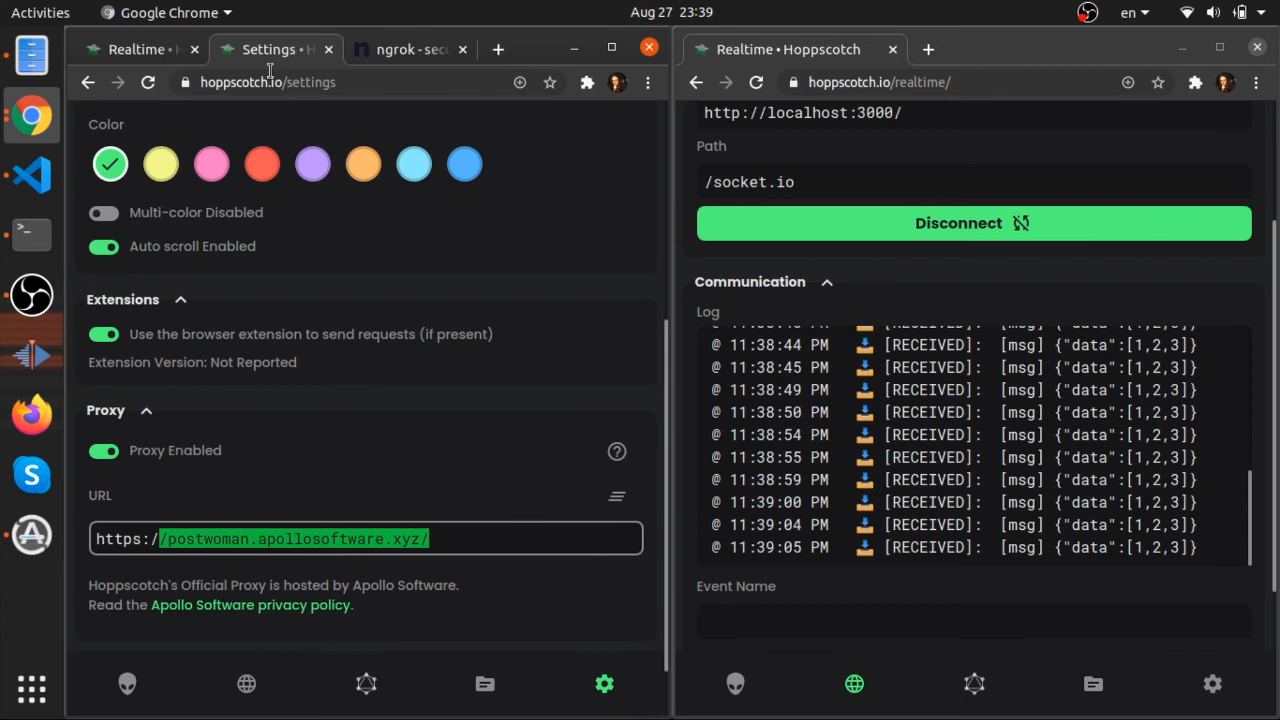 Activities
Google Chrome
Aug 27 23:39
en
Realtime • H
Settings • H
ngrok - secu
hoppscotch.io/settings
Color
Multi-color Disabled
Auto scroll Enabled
Extensions
Use the browser extension to send requests (if present)
Extension Version: Not Reported
Proxy
Proxy Enabled
URL
https://postwoman.apollosoftware.xyz/
Hoppscotch's Official Proxy is hosted by Apollo Software.
Read the Apollo Software privacy policy.
Realtime • Hoppscotch
hoppscotch.io/realtime/
http://localhost:3000/
Path
/socket.io
Disconnect
Communication
Log
@ 11:38:44 PM [RECEIVED]: [msg] {"data":[1,2,3]}
@ 11:38:45 PM [RECEIVED]: [msg] {"data":[1,2,3]}
@ 11:38:49 PM [RECEIVED]: [msg] {"data":[1,2,3]}
@ 11:38:50 PM [RECEIVED]: [msg] {"data":[1,2,3]}
@ 11:38:54 PM [RECEIVED]: [msg] {"data":[1,2,3]}
@ 11:38:55 PM [RECEIVED]: [msg] {"data":[1,2,3]}
@ 11:38:59 PM [RECEIVED]: [msg] {"data":[1,2,3]}
@ 11:39:00 PM [RECEIVED]: [msg] {"data":[1,2,3]}
@ 11:39:04 PM [RECEIVED]: [msg] {"data":[1,2,3]}
@ 11:39:05 PM [RECEIVED]: [msg] {"data":[1,2,3]}
Event Name